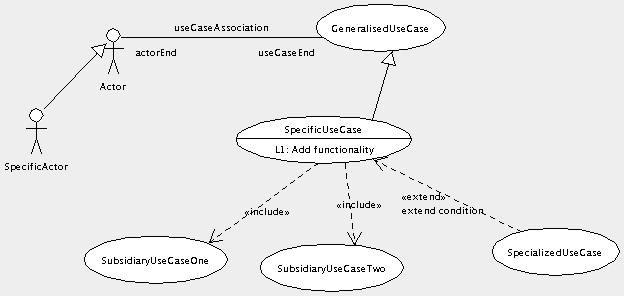 useCaseAssociation
GeneralisedUseCase
actorEnd
useCaseEnd
Actor
SpecificUseCase
L1: Add functionality
SpecificActor
«extend»
extend condition
«include»
«include»
SubsidiaryUseCaseOne
SubsidiaryUseCaseTwo
SpecializedUseCase